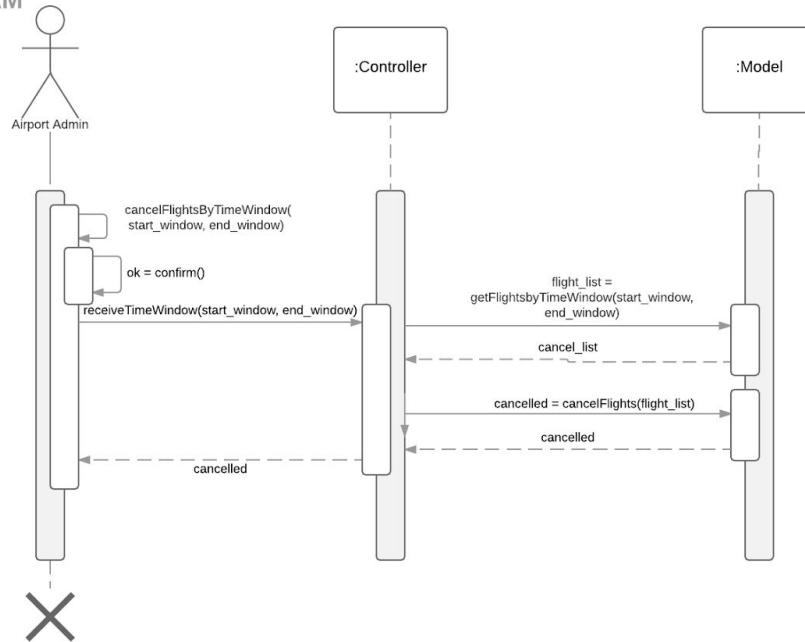 AM
Airport Admin
:Controller
:Model
cancelFlightsByTimeWindow(
start_window, end_window)
ok = confirm()
receiveTimeWindow(start_window, end_window)
flight_list =
getFlightsbyTimeWindow(start_window,
end_window)
cancel_list
cancelled = cancelFlights(flight_list)
cancelled
cancelled